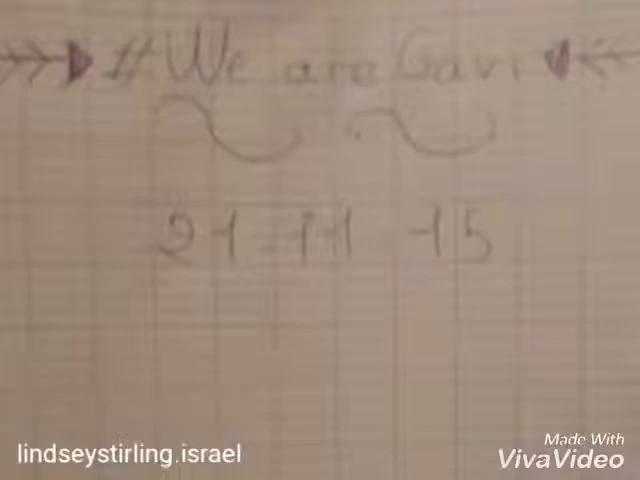 #We are Gavi
21-11-15
lindseystirling.israel
Made With
VivaVideo